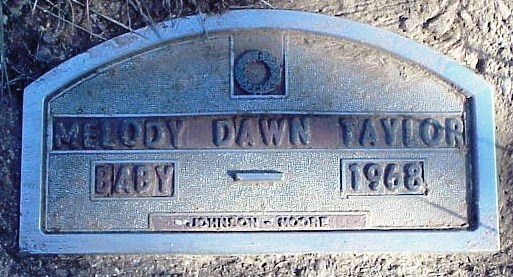 MELODY DAWN TAYLOR
BABY — 1968
JOHNSON - MOORE